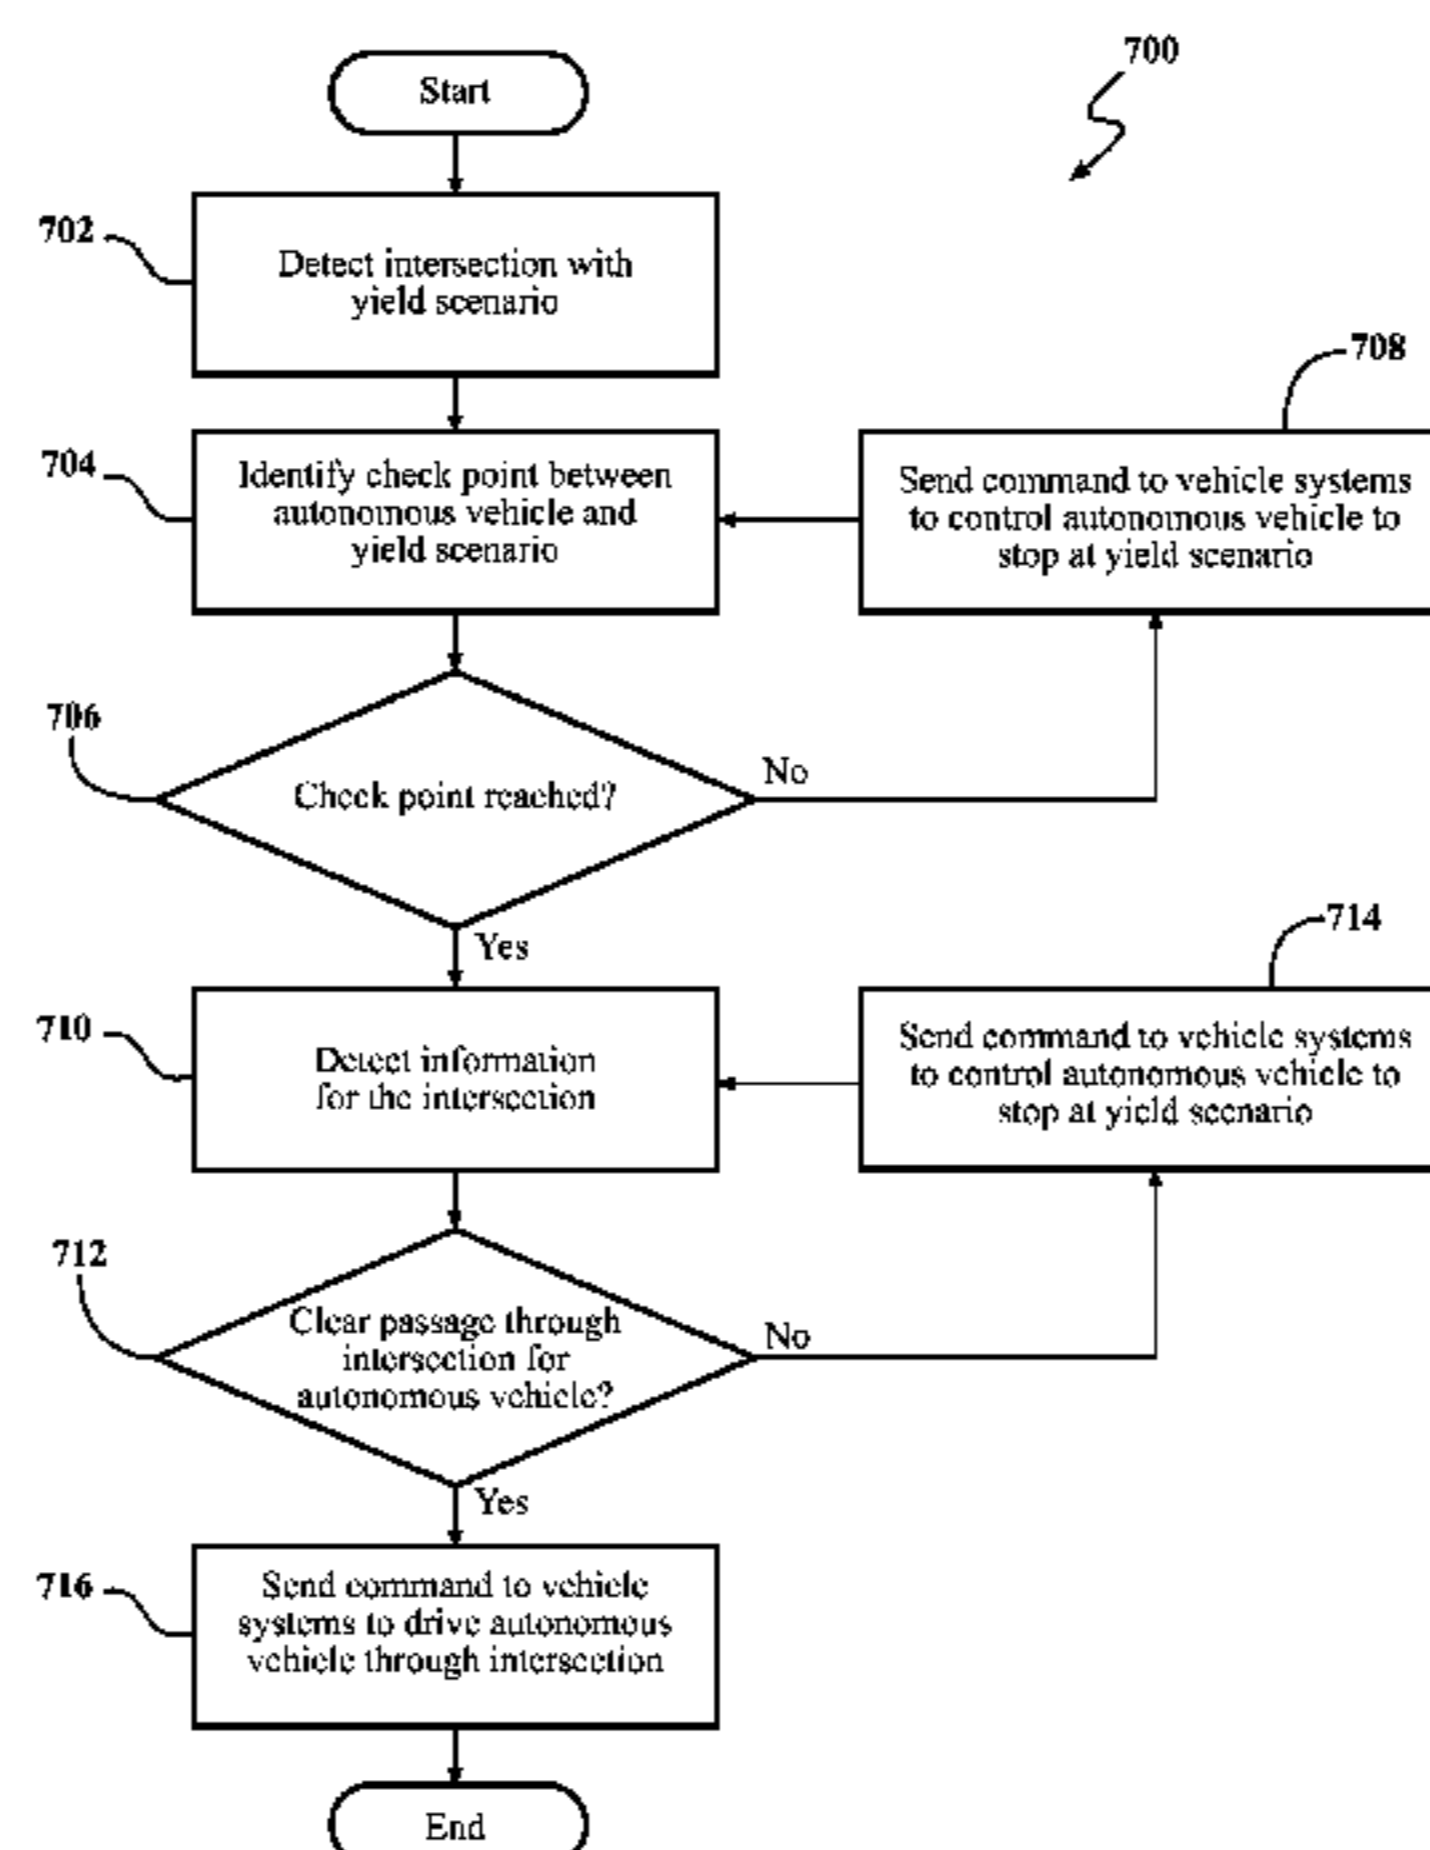 700
Start
702
Detect intersection with
yield scenario
708
704
Identify check point between
autonomous vehicle and
yield scenario
Send command to vehicle systems
to control autonomous vehicle to
stop at yield scenario
706
Check point reached?
No
Yes
714
710
Detect information
for the intersection
Send command to vehicle systems
to control autonomous vehicle to
stop at yield scenario
712
Clear passage through
intersection for
autonomous vehicle?
No
Yes
716
Send command to vehicle
systems to drive autonomous
vehicle through intersection
End